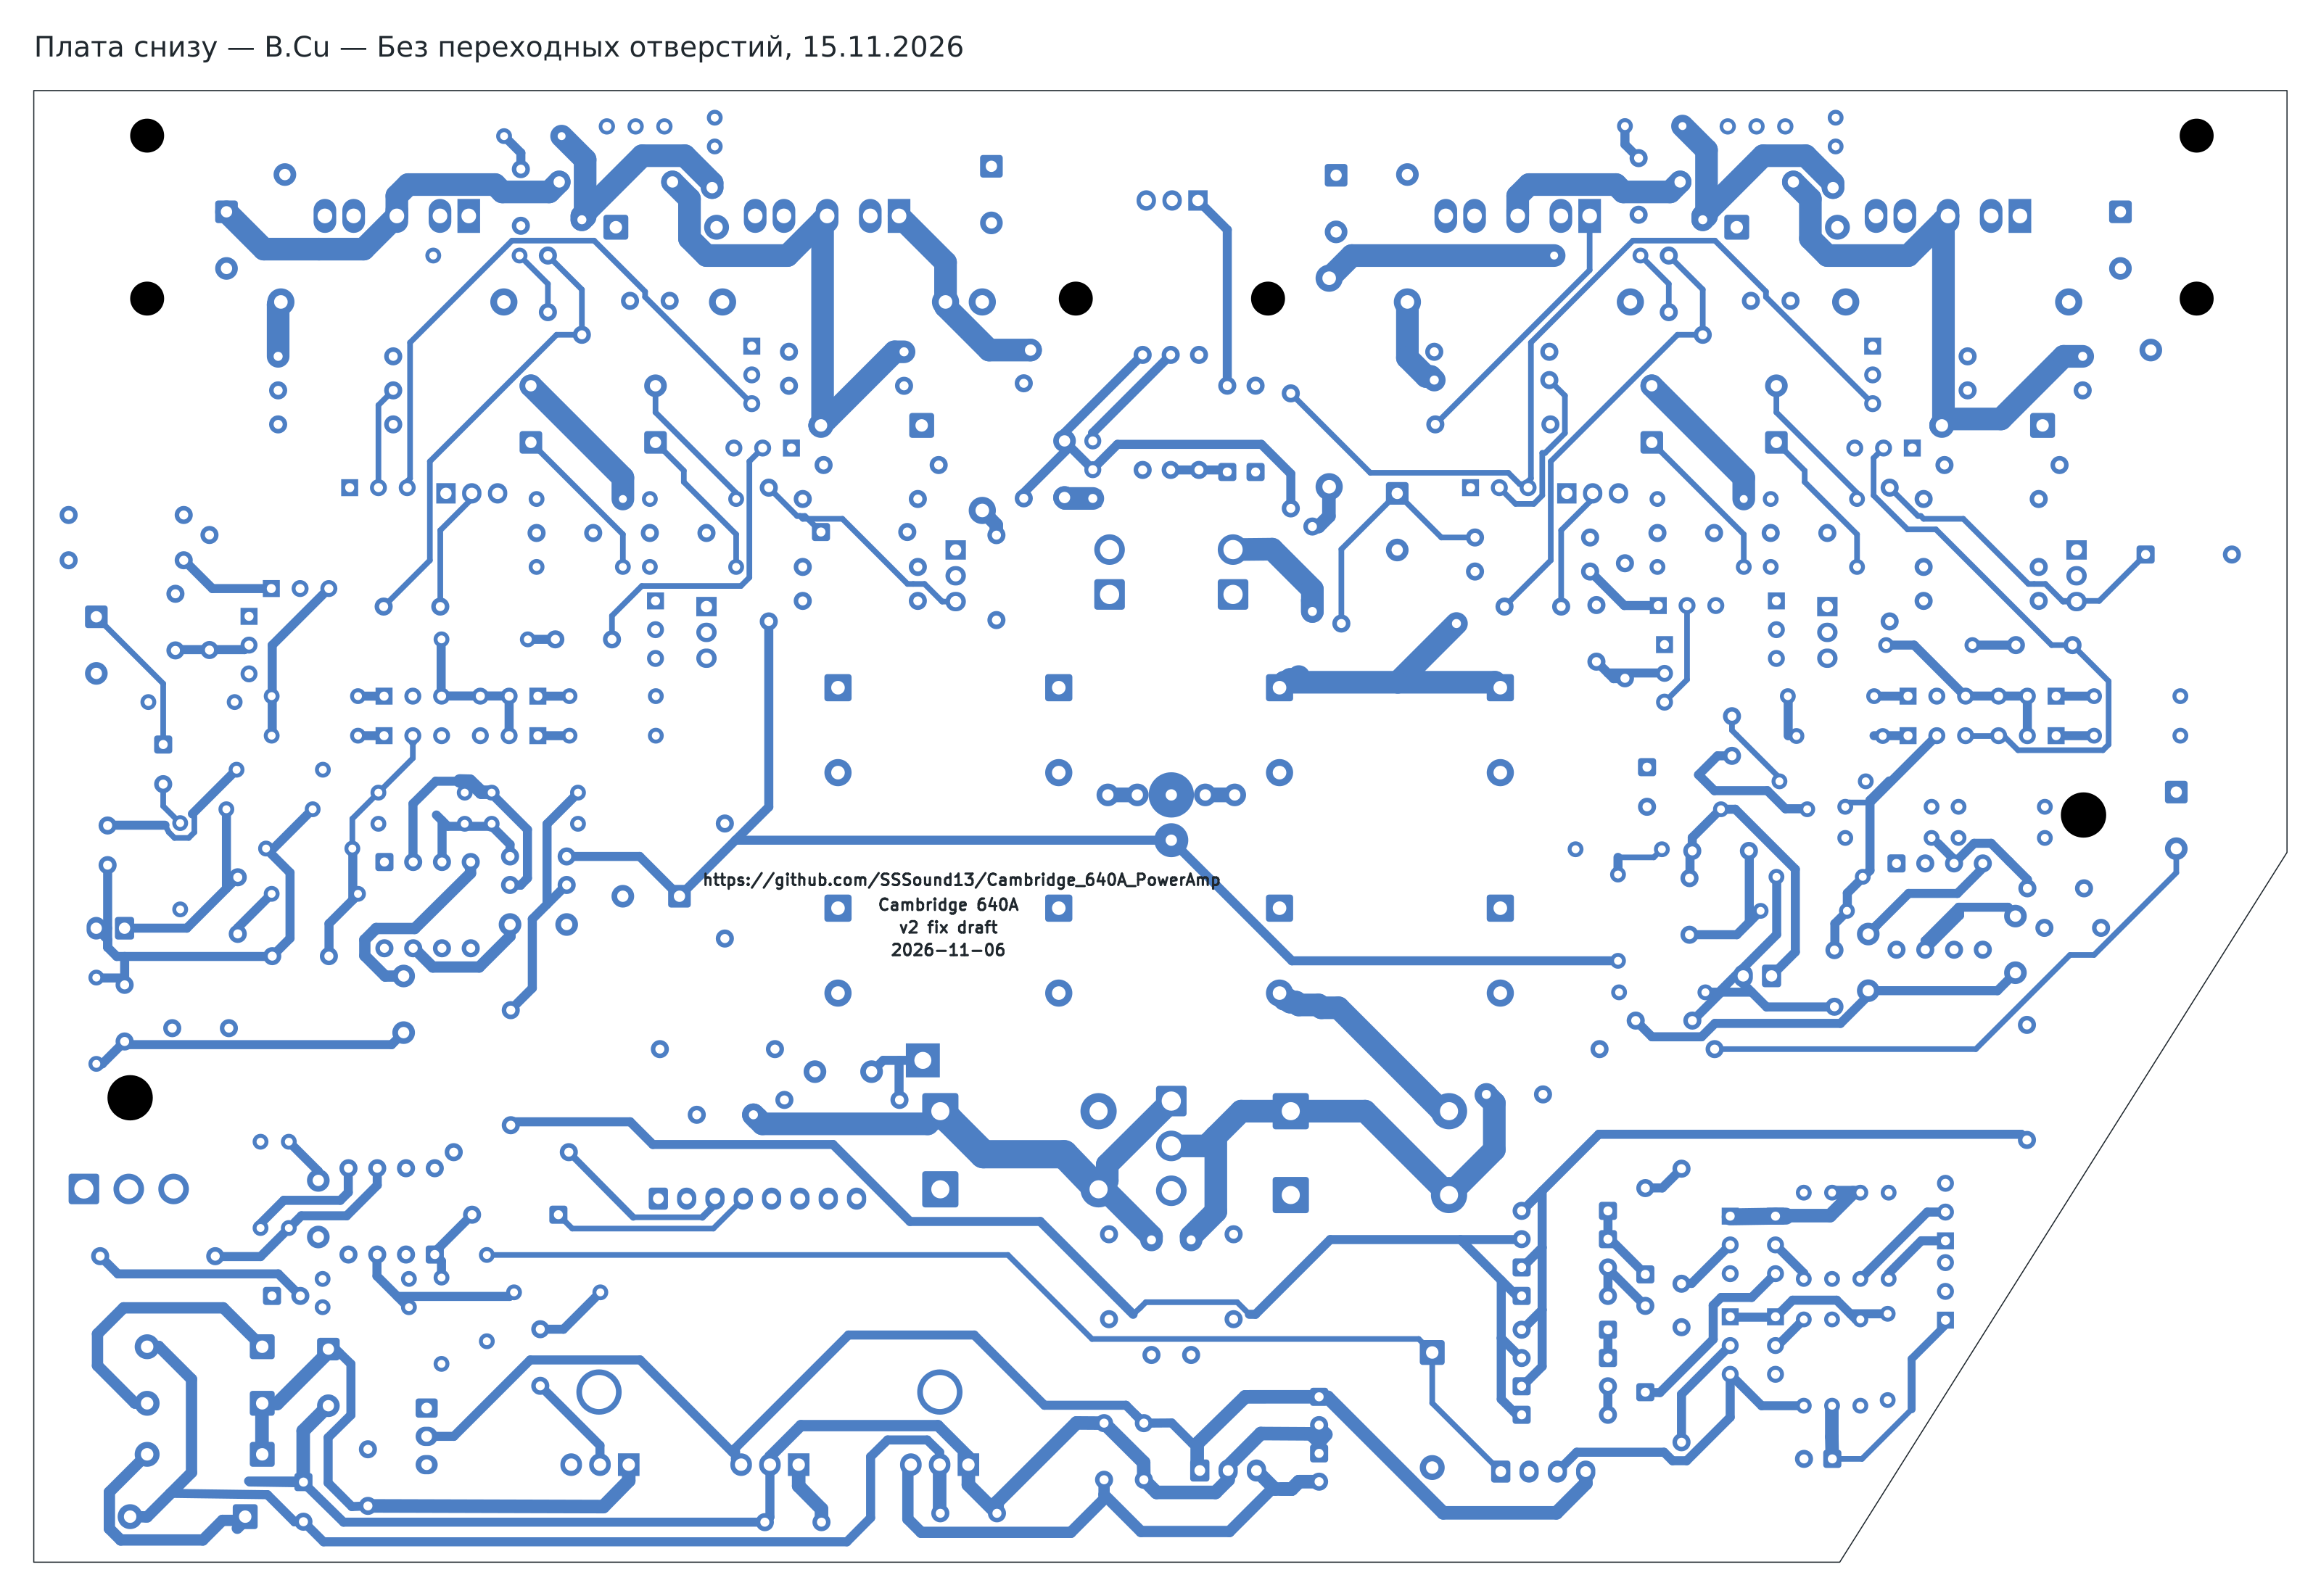 Плата снизу — B.Cu — Без переходных отверстий, 15.11.2026
https://github.com/SSSound13/Cambridge_640A_PowerAmp
Cambridge 640A
v2 fix draft
2026-11-06